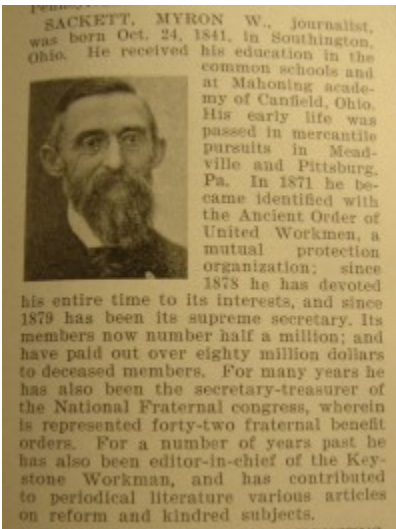 SACKETT, MYRON W., journalist,
was born Oct. 24, 1841, in Southington,
Ohio. He received his education in the
common schools and
at Mahoning acade-
my of Canfield, Ohio.
His early life was
passed in mercantile
pursuits in Mead-
ville and Pittsburg,
Pa. In 1871 he be-
came identified with
the Ancient Order of
United Workmen, a
mutual protection
organization; since
1878 he has devoted
his entire time to its interests, and since
1879 has been its supreme secretary. Its
members now number half a million; and
have paid out over eighty million dollars
to deceased members. For many years he
has also been the secretary-treasurer of
the National Fraternal congress, wherein
is represented forty-two fraternal benefit
orders. For a number of years past he
has also been editor-in-chief of the Key-
stone Workman, and has contributed
to periodical literature various articles
on reform and kindred subjects.